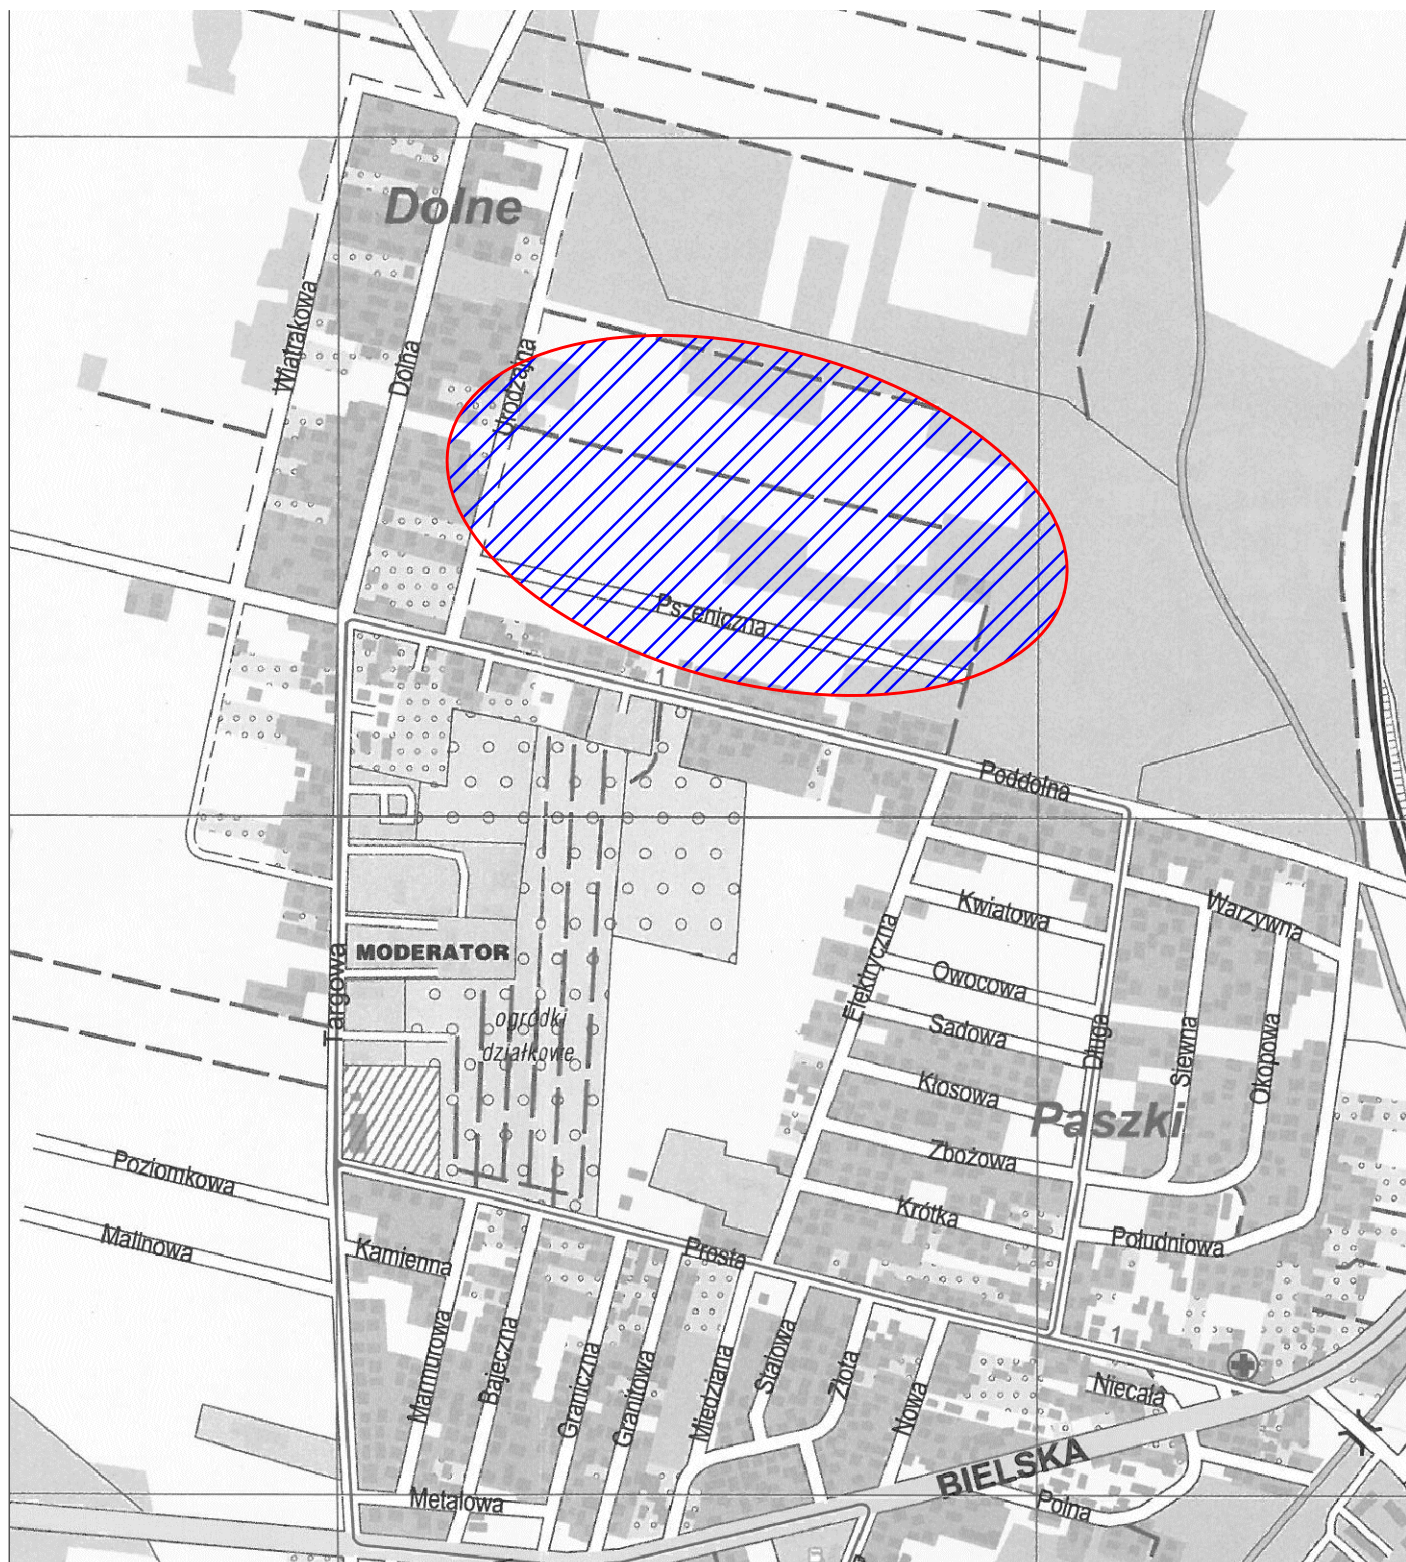 Dolne
Wiatrakowa
Dolna
Urodzajna
Pszeniczna
1
Poddolna
Warzywna
Kwiatowa
MODERATOR
Targowa
Elektryczna
Owocowa
ogródki
działkowe
Sadowa
Długa
Siewna
Okopowa
Kłosowa
Paszki
Zbożowa
Poziomkowa
Krótka
Malinowa
Kamienna
Prosta
Południowa
1
Marmurowa
Bajeczna
Graniczna
Granitowa
Miedziana
Stalowa
Złota
Nowa
Niecała
BIELSKA
Metalowa
Polna